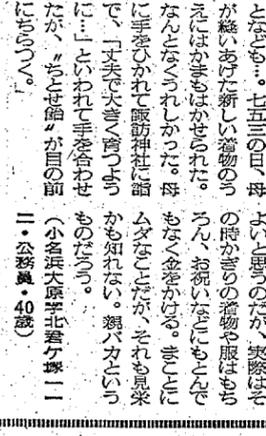 となども…。七五三の日、母
が縫いあげた新しい着物のう
えにはかまもはかせられた。
なんとなくうれしかった。母
に手をひかれて諏訪神社に詣
で、「丈夫で大きく育つよう
に…」といわれて手を合わせ
たが、〝ちとせ飴〟が目の前
にちらつく。
よいと思うのだが、実際はそ
の時かぎりの着物や服はもち
ろん、お祝いなどにもとんで
もなく金をかける。まことに
ムダなことだが、それも見栄
かも知れない。親バカという
ものだろう。
（小名浜大原字北君ケ塚一一
二・公務員・40歳）